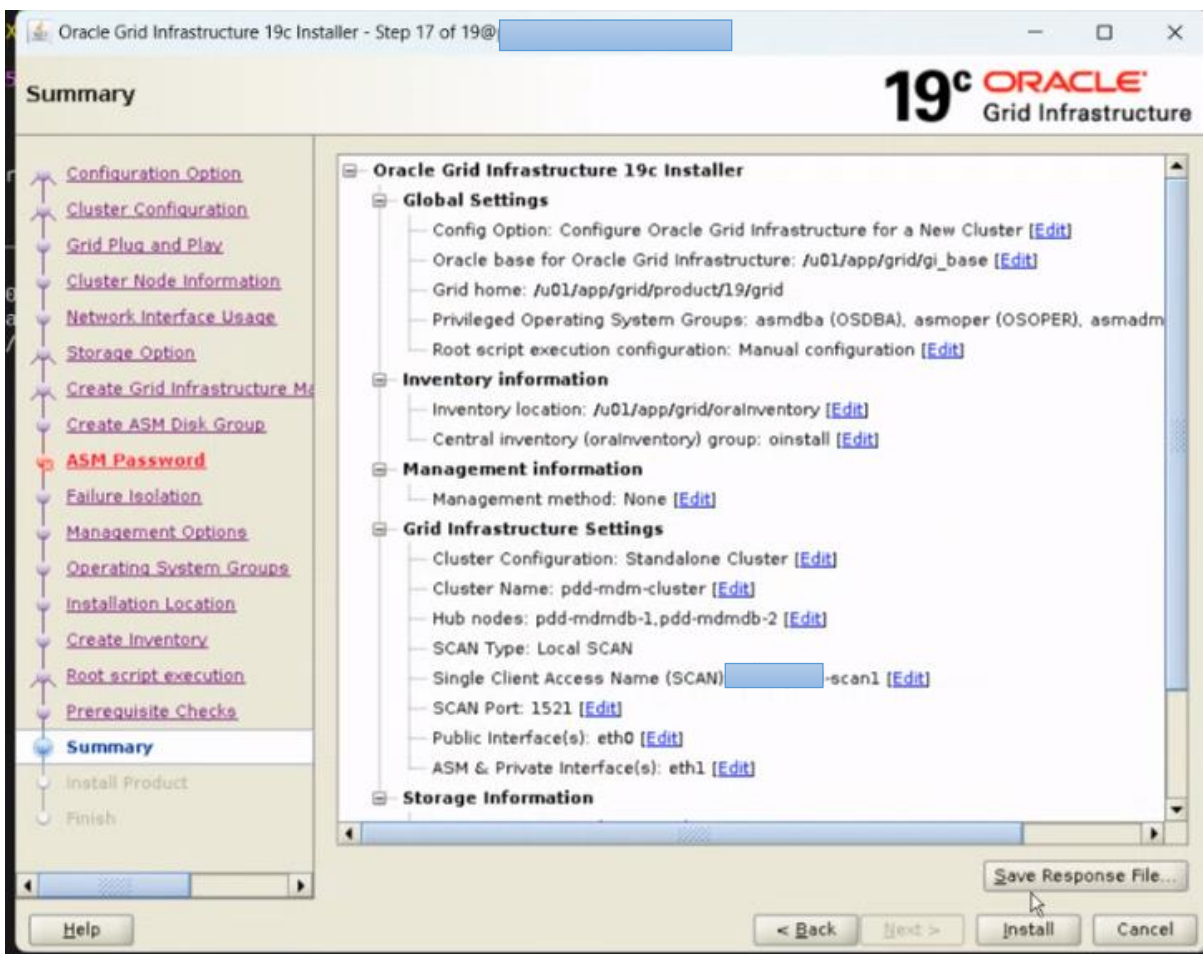 Oracle Grid Infrastructure 19c Installer - Step 17 of 19@
Summary
19c ORACLE
Grid Infrastructure
Configuration Option
Cluster Configuration
Grid Plug and Play
Cluster Node Information
Network Interface Usage
Storage Option
Create Grid Infrastructure Ma
Create ASM Disk Group
ASM Password
Failure Isolation
Management Options
Operating System Groups
Installation Location
Create Inventory
Root script execution
Prerequisite Checks
Summary
Install Product
Finish
Oracle Grid Infrastructure 19c Installer
Global Settings
Config Option: Configure Oracle Grid Infrastructure for a New Cluster [Edit]
Oracle base for Oracle Grid Infrastructure: /u01/app/grid/gi_base [Edit]
Grid home: /u01/app/grid/product/19/grid
Privileged Operating System Groups: asmdba (OSDBA), asmoper (OSOPER), asmadm
Root script execution configuration: Manual configuration [Edit]
Inventory information
Inventory location: /u01/app/grid/oraInventory [Edit]
Central inventory (oraInventory) group: oinstall [Edit]
Management information
Management method: None [Edit]
Grid Infrastructure Settings
Cluster Configuration: Standalone Cluster [Edit]
Cluster Name: pdd-mdm-cluster [Edit]
Hub nodes: pdd-mdmdb-1,pdd-mdmdb-2 [Edit]
SCAN Type: Local SCAN
Single Client Access Name (SCAN) -scan1 [Edit]
SCAN Port: 1521 [Edit]
Public Interface(s): eth0 [Edit]
ASM & Private Interface(s): eth1 [Edit]
Storage Information
Save Response File...
Help
< Back
Next >
Install
Cancel